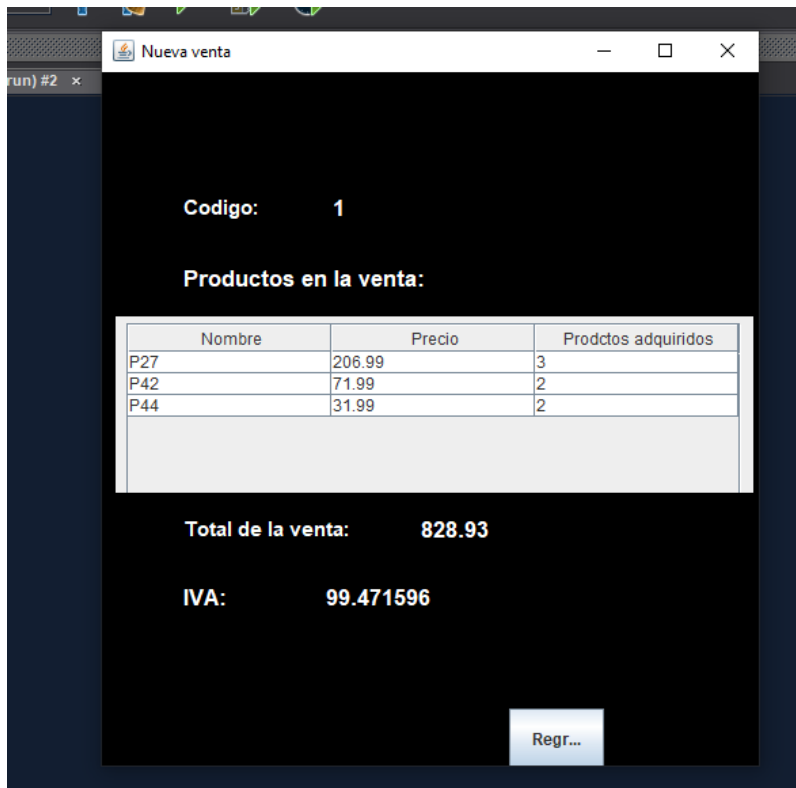 Nueva venta
run) #2 ×
Codigo: 1
Productos en la venta:
Nombre Precio Prodctos adquiridos
P27 206.99 3
P42 71.99 2
P44 31.99 2
Total de la venta: 828.93
IVA: 99.471596
Regr...